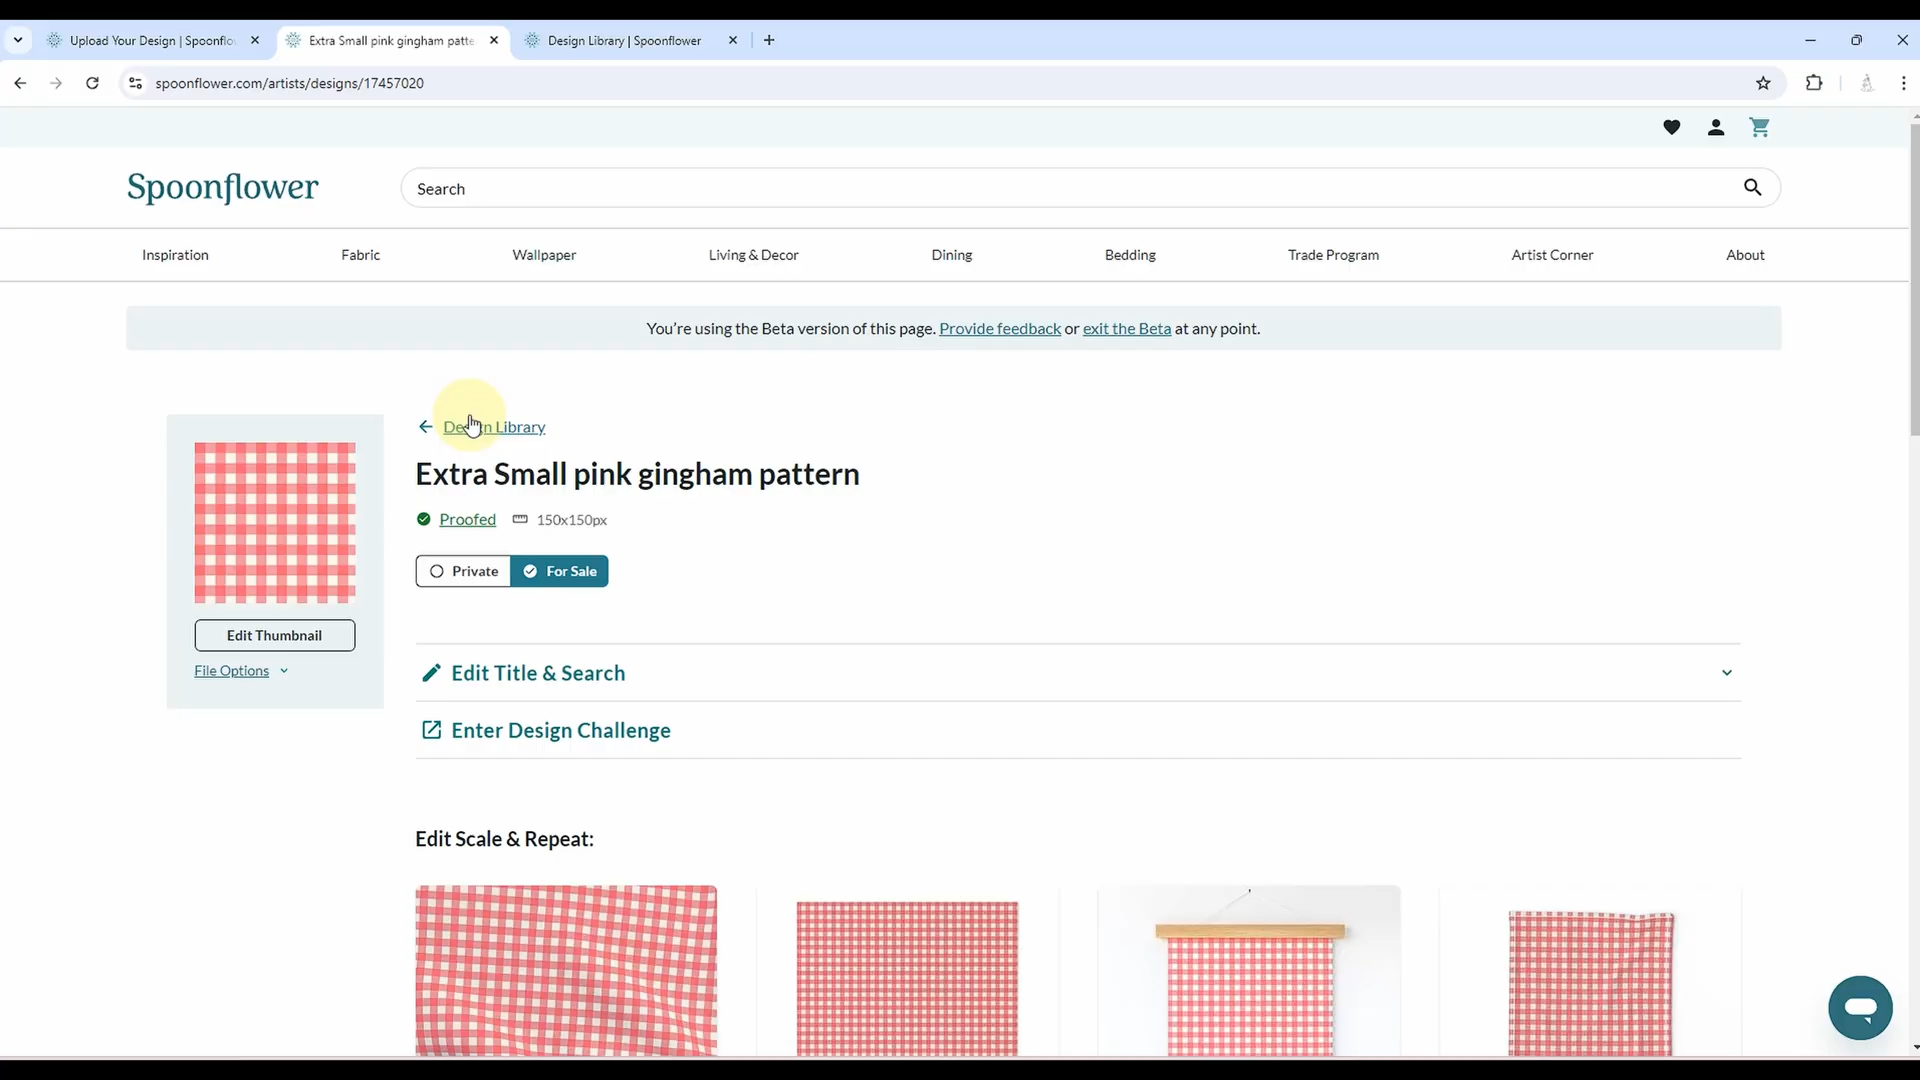 Upload Your Design | Spoonflo
Extra Small pink gingham patte
Design Library | Spoonflower
spoonflower.com/artists/designs/17457020
Spoonflower
Search
Inspiration
Fabric
Wallpaper
Living & Decor
Dining
Bedding
Trade Program
Artist Corner
About
You're using the Beta version of this page. Provide feedback or exit the Beta at any point.
Design Library
Extra Small pink gingham pattern
Proofed
150x150px
Private
For Sale
Edit Thumbnail
File Options
Edit Title & Search
Enter Design Challenge
Edit Scale & Repeat: